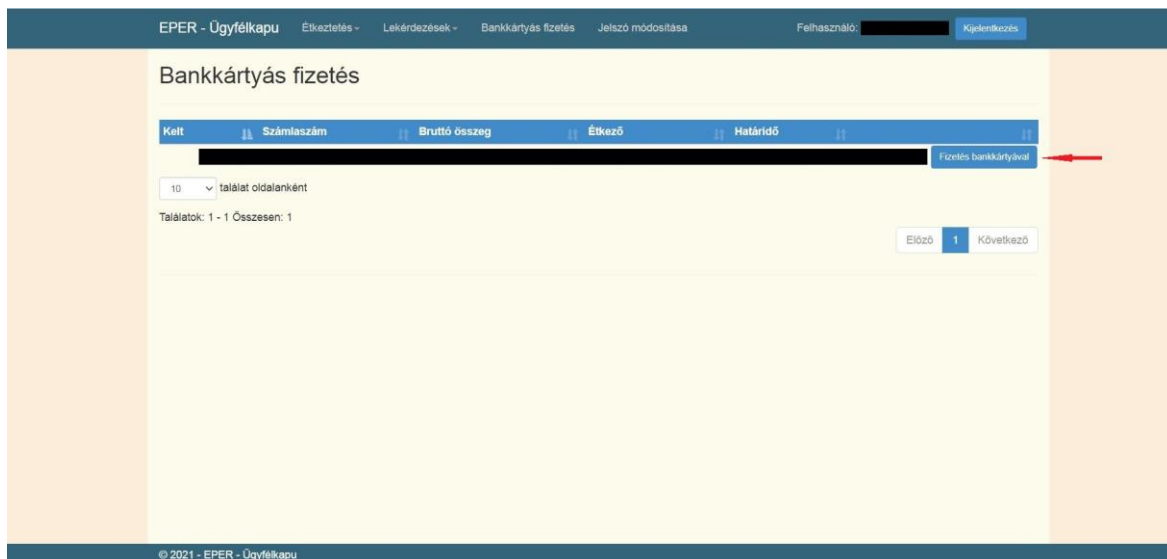 EPER - Ügyfélkapu Étkeztetés Lekérdezések Bankkártyás fizetés Jelszó módosítása Felhasználó: Kijelentkezés
Bankkártyás fizetés
Kelt Számlaszám Bruttó összeg Étkező Határidő
Fizetés bankkártyával
10 találat oldalanként
Találatok: 1 - 1 Összesen: 1
Előző 1 Következő
© 2021 - EPER - Ügyfélkapu